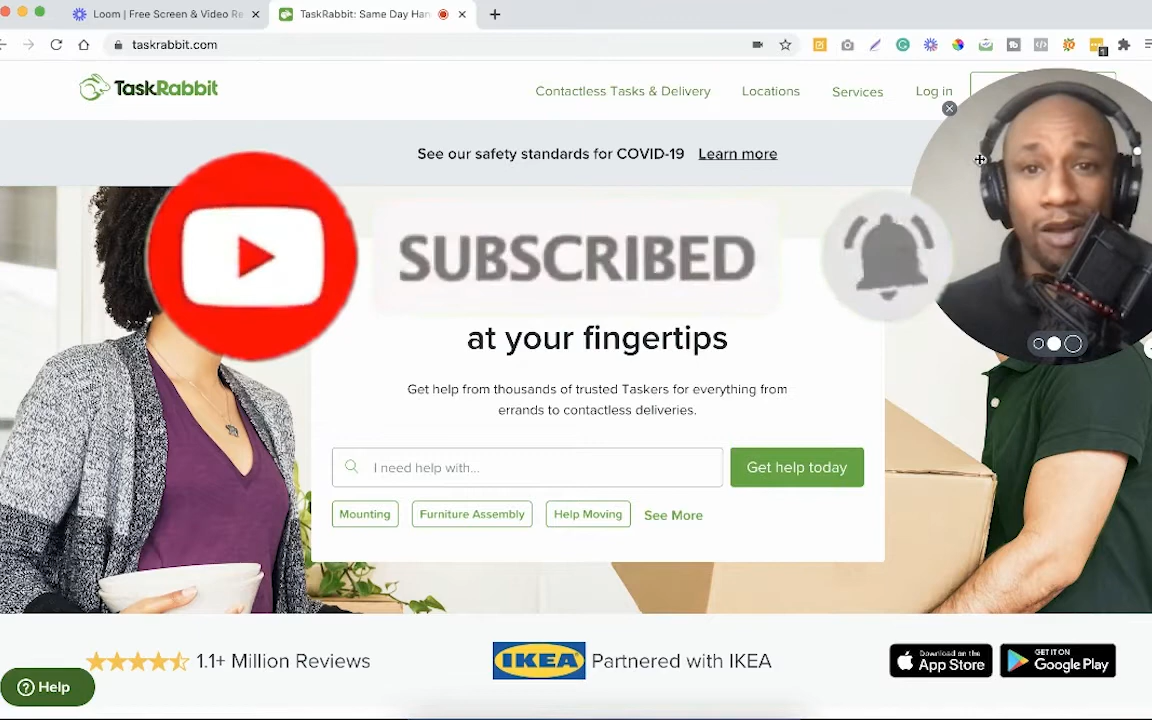 Loom | Free Screen & Video Re
TaskRabbit: Same Day Han
taskrabbit.com
TaskRabbit
Contactless Tasks & Delivery
Locations
Services
Log in
See our safety standards for COVID-19 Learn more
SUBSCRIBED
at your fingertips
Get help from thousands of trusted Taskers for everything from
errands to contactless deliveries.
I need help with...
Get help today
Mounting
Furniture Assembly
Help Moving
See More
1.1+ Million Reviews
IKEA
Partnered with IKEA
Download on the
App Store
GET IT ON
Google Play
Help